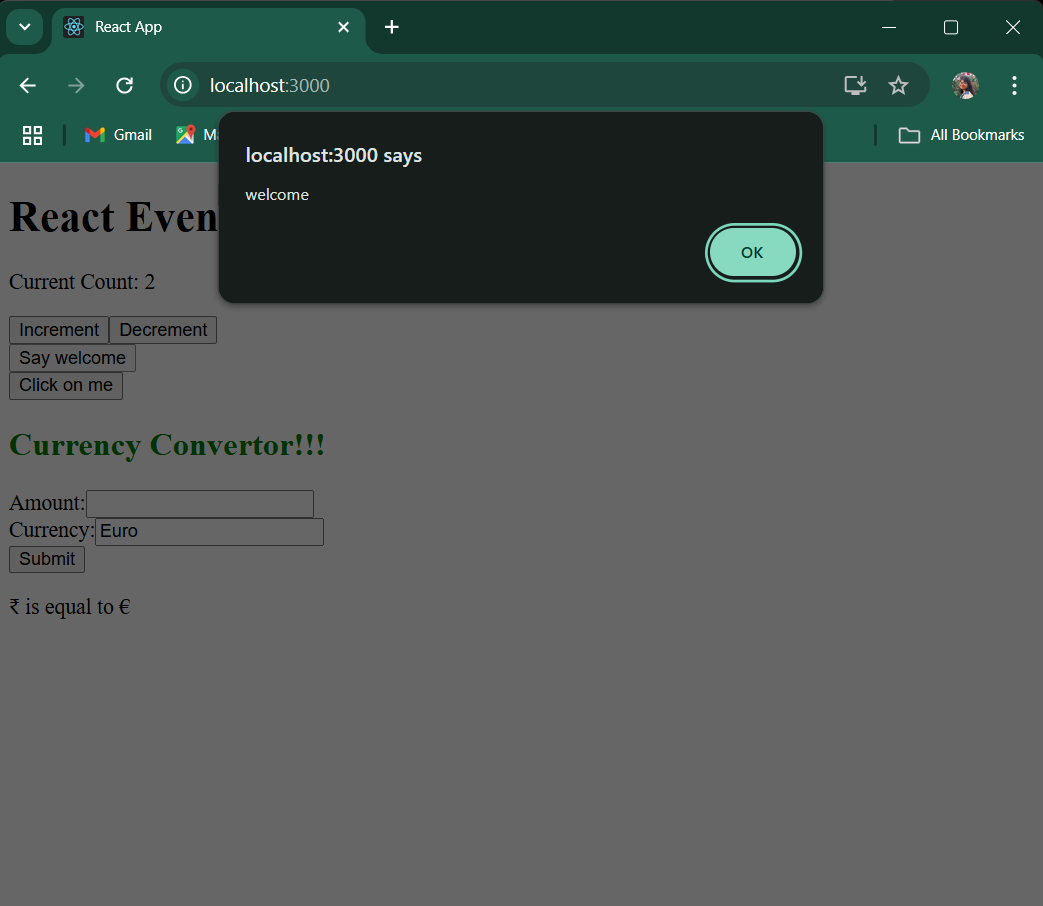 React App
localhost:3000
Gmail
All Bookmarks
localhost:3000 says
welcome
OK
React Even
Current Count: 2
Increment Decrement
Say welcome
Click on me
Currency Convertor!!!
Amount:
Currency: Euro
Submit
₹ is equal to €